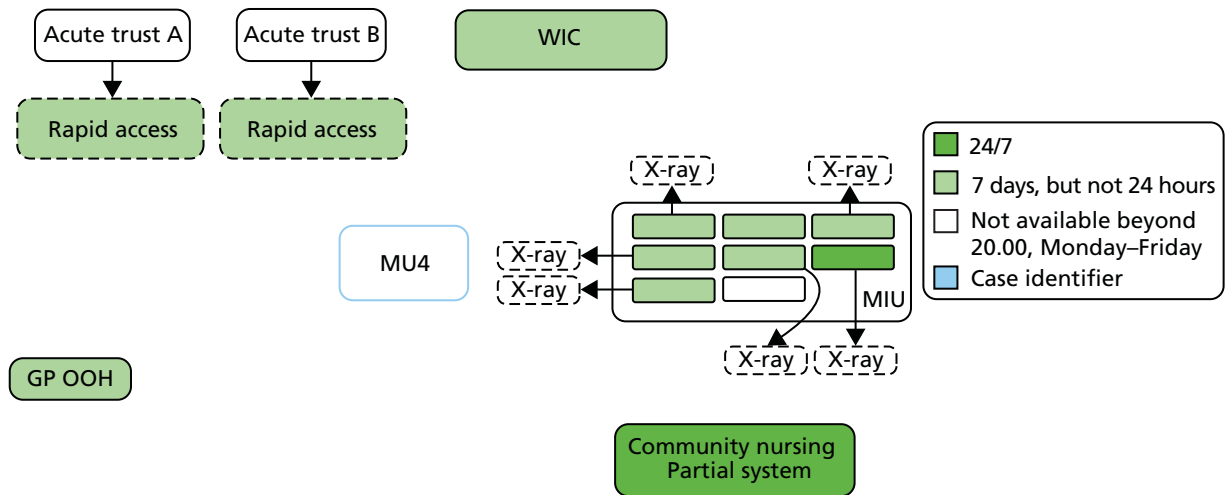 Acute trust A
Acute trust B
WIC
Rapid access
Rapid access
X-ray
X-ray
24/7
7 days, but not 24 hours
Not available beyond
20.00, Monday–Friday
Case identifier
MU4
X-ray
X-ray
MIU
X-ray
X-ray
GP OOH
Community nursing
Partial system